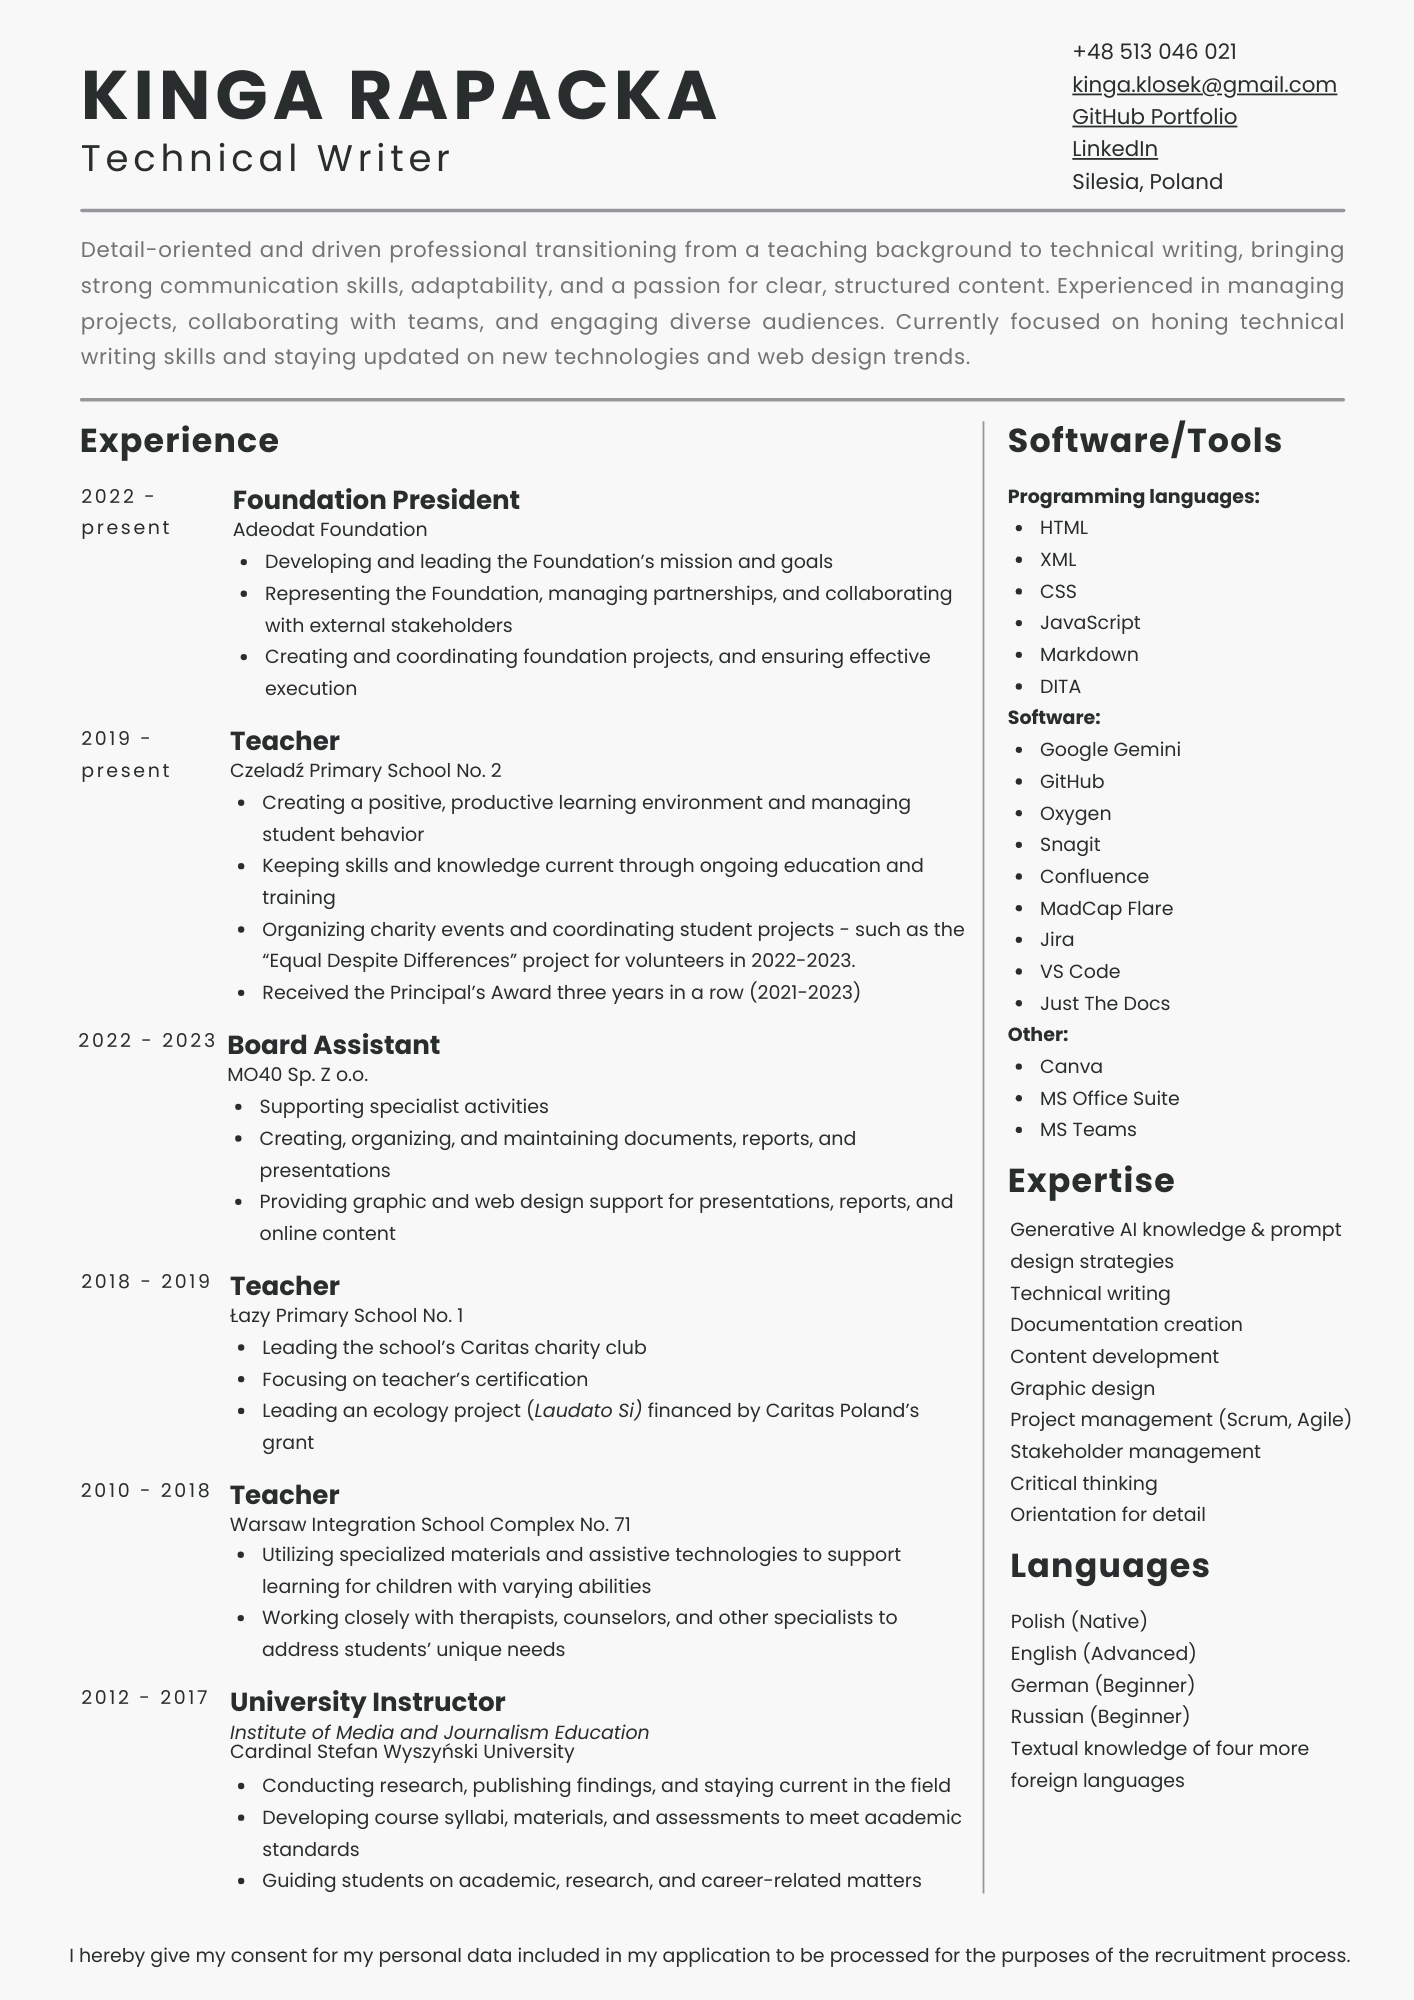 KINGA RAPACKA
Technical Writer
+48 513 046 021
kinga.klosek@gmail.com
GitHub Portfolio
LinkedIn
Silesia, Poland
Detail-oriented and driven professional transitioning from a teaching background to technical writing, bringing
strong communication skills, adaptability, and a passion for clear, structured content. Experienced in managing
projects, collaborating with teams, and engaging diverse audiences. Currently focused on honing technical
writing skills and staying updated on new technologies and web design trends.
Experience
2022 -
present
Foundation President
Adeodat Foundation
• Developing and leading the Foundation’s mission and goals
• Representing the Foundation, managing partnerships, and collaborating
with external stakeholders
• Creating and coordinating foundation projects, and ensuring effective
execution
2019 -
present
Teacher
Czeladź Primary School No. 2
• Creating a positive, productive learning environment and managing
student behavior
• Keeping skills and knowledge current through ongoing education and
training
• Organizing charity events and coordinating student projects - such as the
“Equal Despite Differences” project for volunteers in 2022-2023.
• Received the Principal’s Award three years in a row (2021-2023)
2022 - 2023
Board Assistant
MO40 Sp. Z o.o.
• Supporting specialist activities
• Creating, organizing, and maintaining documents, reports, and
presentations
• Providing graphic and web design support for presentations, reports, and
online content
2018 - 2019
Teacher
Łazy Primary School No. 1
• Leading the school’s Caritas charity club
• Focusing on teacher’s certification
• Leading an ecology project (Laudato Si) financed by Caritas Poland’s
grant
2010 - 2018
Teacher
Warsaw Integration School Complex No. 71
• Utilizing specialized materials and assistive technologies to support
learning for children with varying abilities
• Working closely with therapists, counselors, and other specialists to
address students’ unique needs
2012 - 2017
University Instructor
Institute of Media and Journalism Education
Cardinal Stefan Wyszyński University
• Conducting research, publishing findings, and staying current in the field
• Developing course syllabi, materials, and assessments to meet academic
standards
• Guiding students on academic, research, and career-related matters
Software/Tools
Programming languages:
• HTML
• XML
• CSS
• JavaScript
• Markdown
• DITA
Software:
• Google Gemini
• GitHub
• Oxygen
• Snagit
• Confluence
• MadCap Flare
• Jira
• VS Code
• Just The Docs
Other:
• Canva
• MS Office Suite
• MS Teams
Expertise
Generative AI knowledge & prompt
design strategies
Technical writing
Documentation creation
Content development
Graphic design
Project management (Scrum, Agile)
Stakeholder management
Critical thinking
Orientation for detail
Languages
Polish (Native)
English (Advanced)
German (Beginner)
Russian (Beginner)
Textual knowledge of four more
foreign languages
I hereby give my consent for my personal data included in my application to be processed for the purposes of the recruitment process.